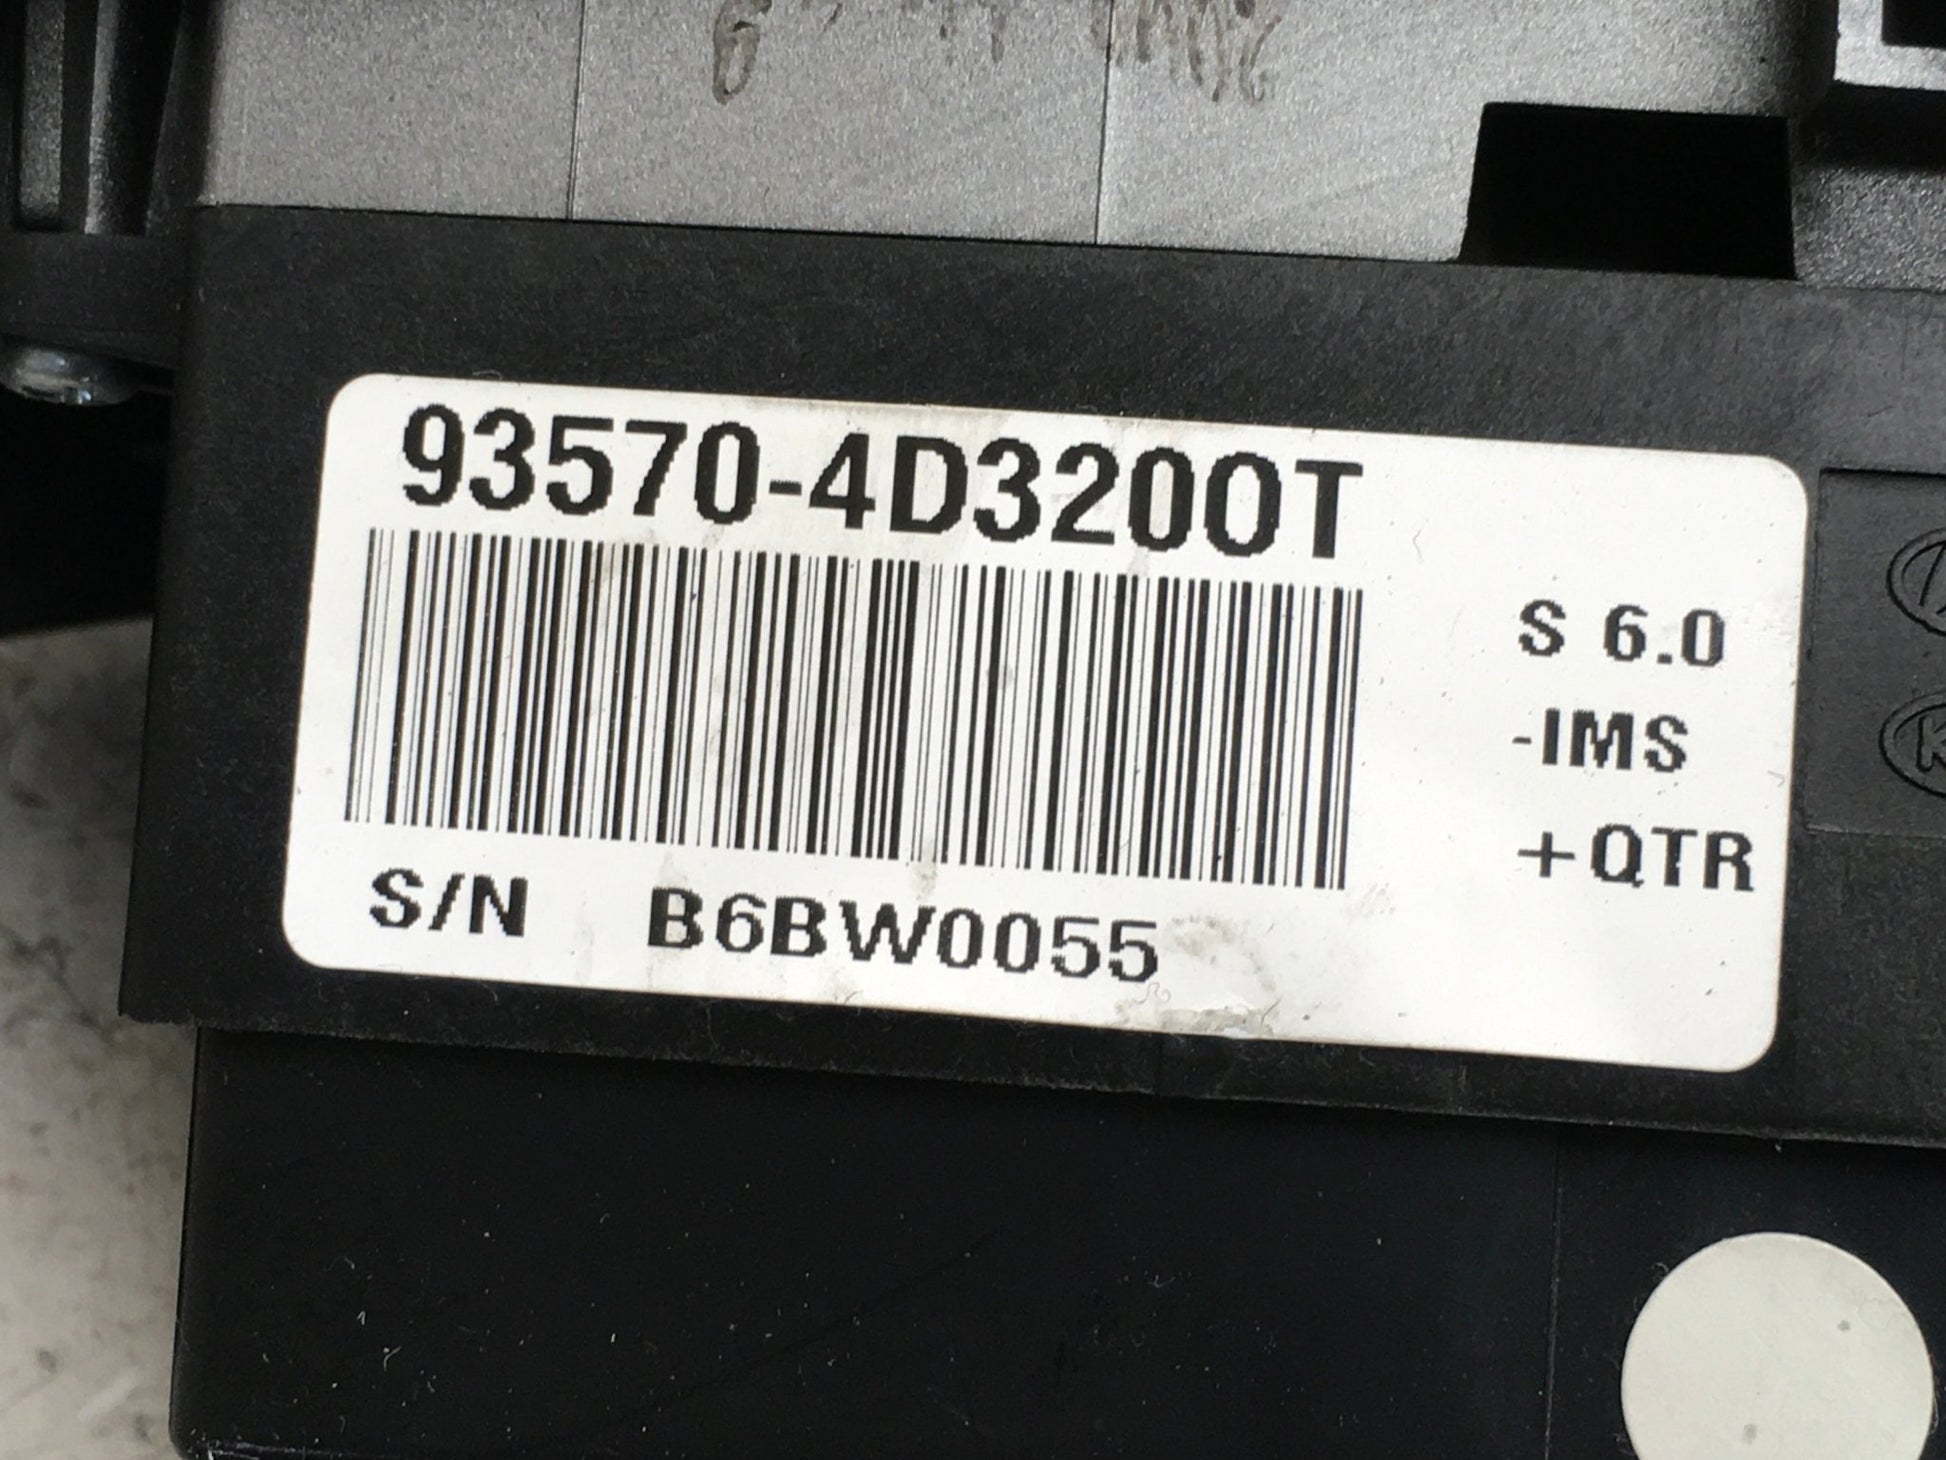 93570-4D3200T
S 6.0
-IMS
+QTR
S/N B6BW0055